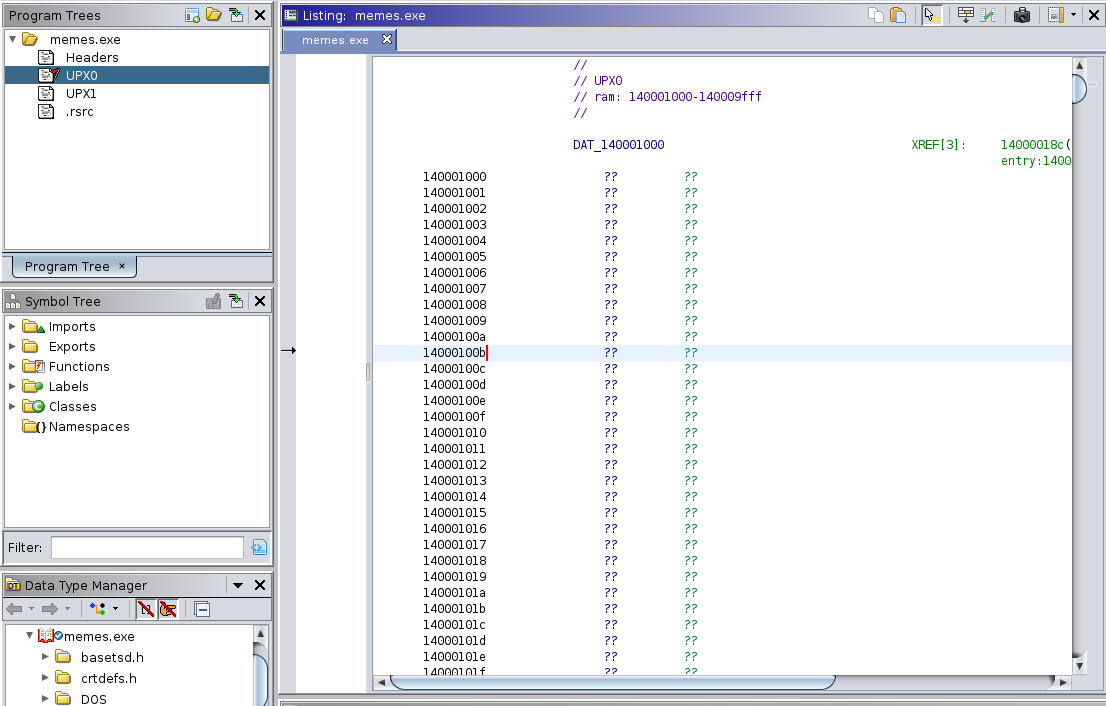 Program Trees
memes.exe
Headers
UPX0
UPX1
.rsrc
Program Tree ×
Symbol Tree
Imports
Exports
Functions
Labels
Classes
Namespaces
Filter:
Data Type Manager
memes.exe
basetsd.h
crtdefs.h
DOS
Listing: memes.exe
memes.exe
//
// UPX0
// ram: 140001000-140009fff
//
DAT_140001000 XREF[3]: 14000018c(
entry:1400
140001000 ?? ??
140001001 ?? ??
140001002 ?? ??
140001003 ?? ??
140001004 ?? ??
140001005 ?? ??
140001006 ?? ??
140001007 ?? ??
140001008 ?? ??
140001009 ?? ??
14000100a ?? ??
14000100b ?? ??
14000100c ?? ??
14000100d ?? ??
14000100e ?? ??
14000100f ?? ??
140001010 ?? ??
140001011 ?? ??
140001012 ?? ??
140001013 ?? ??
140001014 ?? ??
140001015 ?? ??
140001016 ?? ??
140001017 ?? ??
140001018 ?? ??
140001019 ?? ??
14000101a ?? ??
14000101b ?? ??
14000101c ?? ??
14000101d ?? ??
14000101e ?? ??
14000101f ?? ??